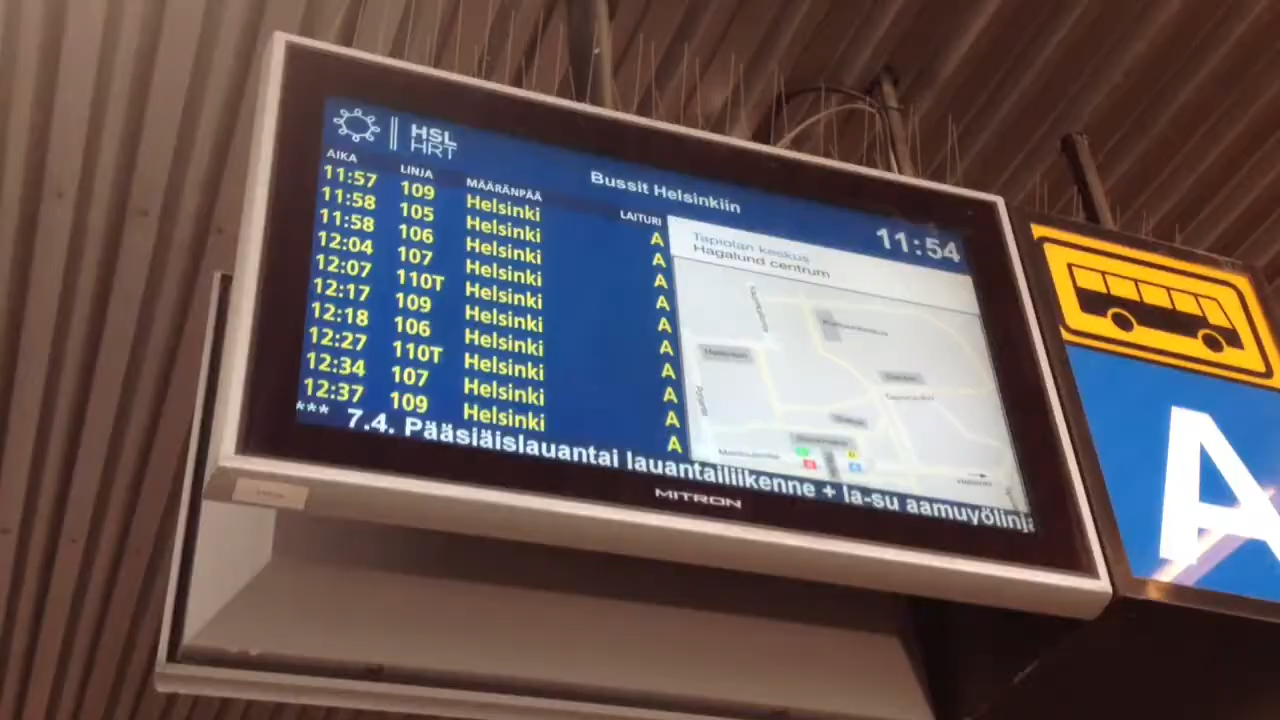 HSL
HRT
Bussit Helsinkiin
11:54
AIKA LINJA MÄÄRÄNPÄÄ LAITURI
11:57 109 Helsinki A
11:58 105 Helsinki A
11:58 106 Helsinki A
12:04 107 Helsinki A
12:07 110T Helsinki A
12:17 109 Helsinki A
12:18 106 Helsinki A
12:27 110T Helsinki A
12:34 107 Helsinki A
12:37 109 Helsinki A
Tapiolan keskus
Hagalund centrum
*** 7.4. Pääsiäislauantai lauantailiikenne + la-su aamuyölinja
MITRON
A